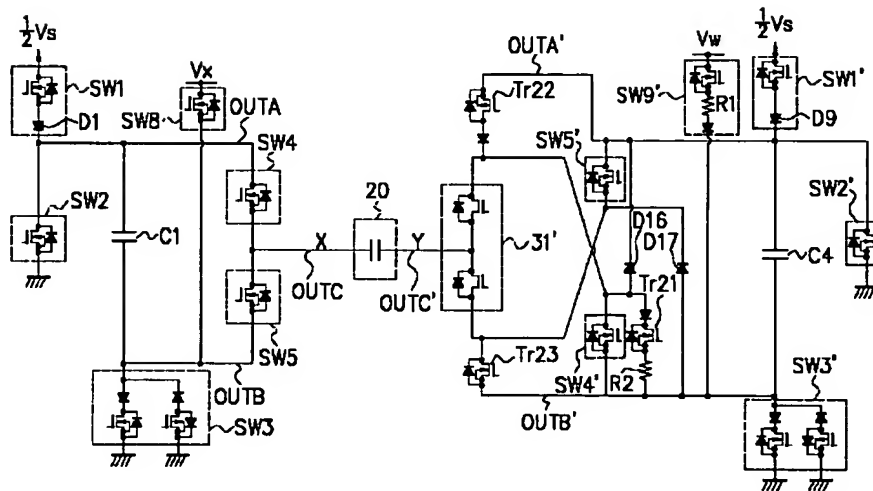 ½Vs
SW1
D1
Vx
SW8
OUTA
SW4
SW2
C1
X
20
Y
OUTC
OUTC'
SW5
OUTB
SW3
OUTA'
Tr22
SW5'
31'
D16
D17
Tr21
Tr23
SW4'
R2
OUTB'
Vw
SW9'
R1
½Vs
SW1'
D9
SW2'
C4
SW3'